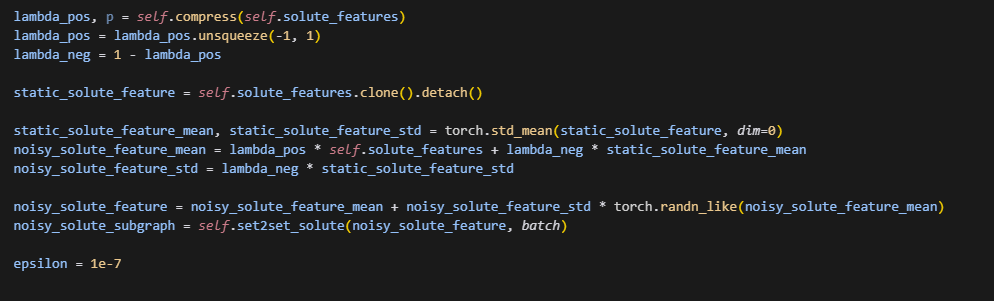 lambda_pos, p = self.compress(self.solute_features)
lambda_pos = lambda_pos.unsqueeze(-1, 1)
lambda_neg = 1 - lambda_pos
static_solute_feature = self.solute_features.clone().detach()
static_solute_feature_mean, static_solute_feature_std = torch.std_mean(static_solute_feature, dim=0)
noisy_solute_feature_mean = lambda_pos * self.solute_features + lambda_neg * static_solute_feature_mean
noisy_solute_feature_std = lambda_neg * static_solute_feature_std
noisy_solute_feature = noisy_solute_feature_mean + noisy_solute_feature_std * torch.randn_like(noisy_solute_feature_mean)
noisy_solute_subgraph = self.set2set_solute(noisy_solute_feature, batch)
epsilon = 1e-7